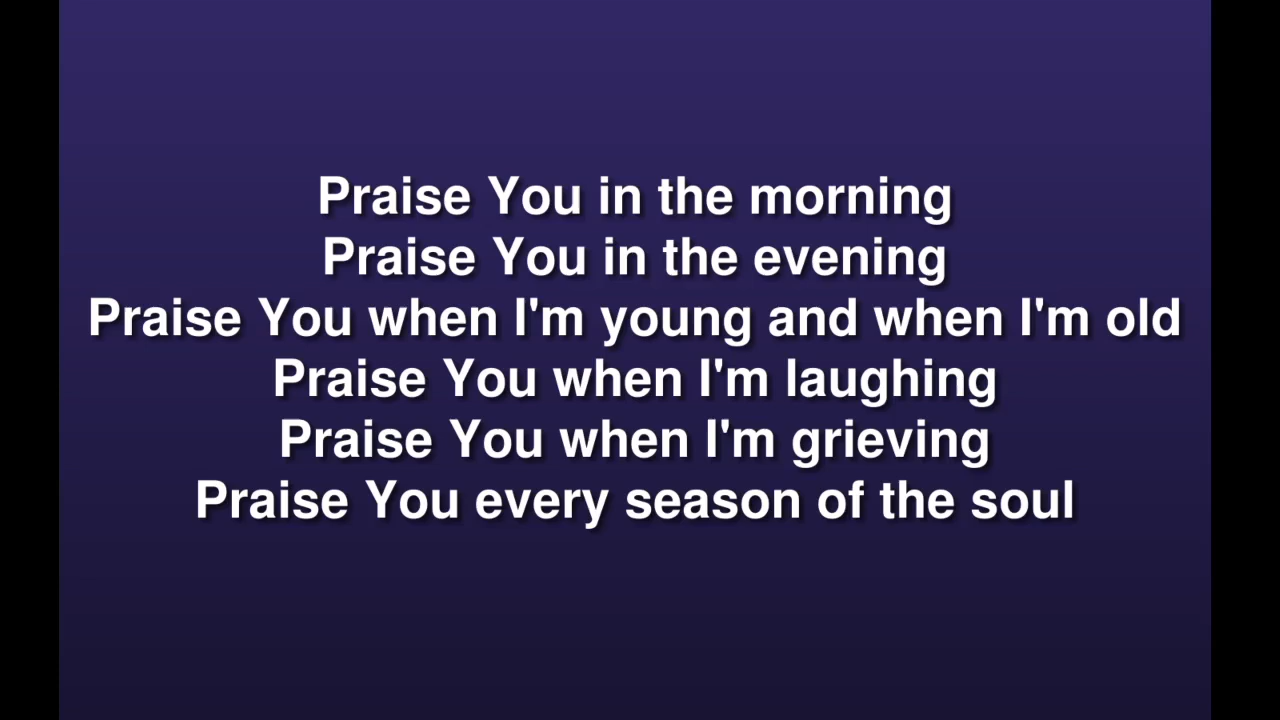 Praise You in the morning
Praise You in the evening
Praise You when I'm young and when I'm old
Praise You when I'm laughing
Praise You when I'm grieving
Praise You every season of the soul